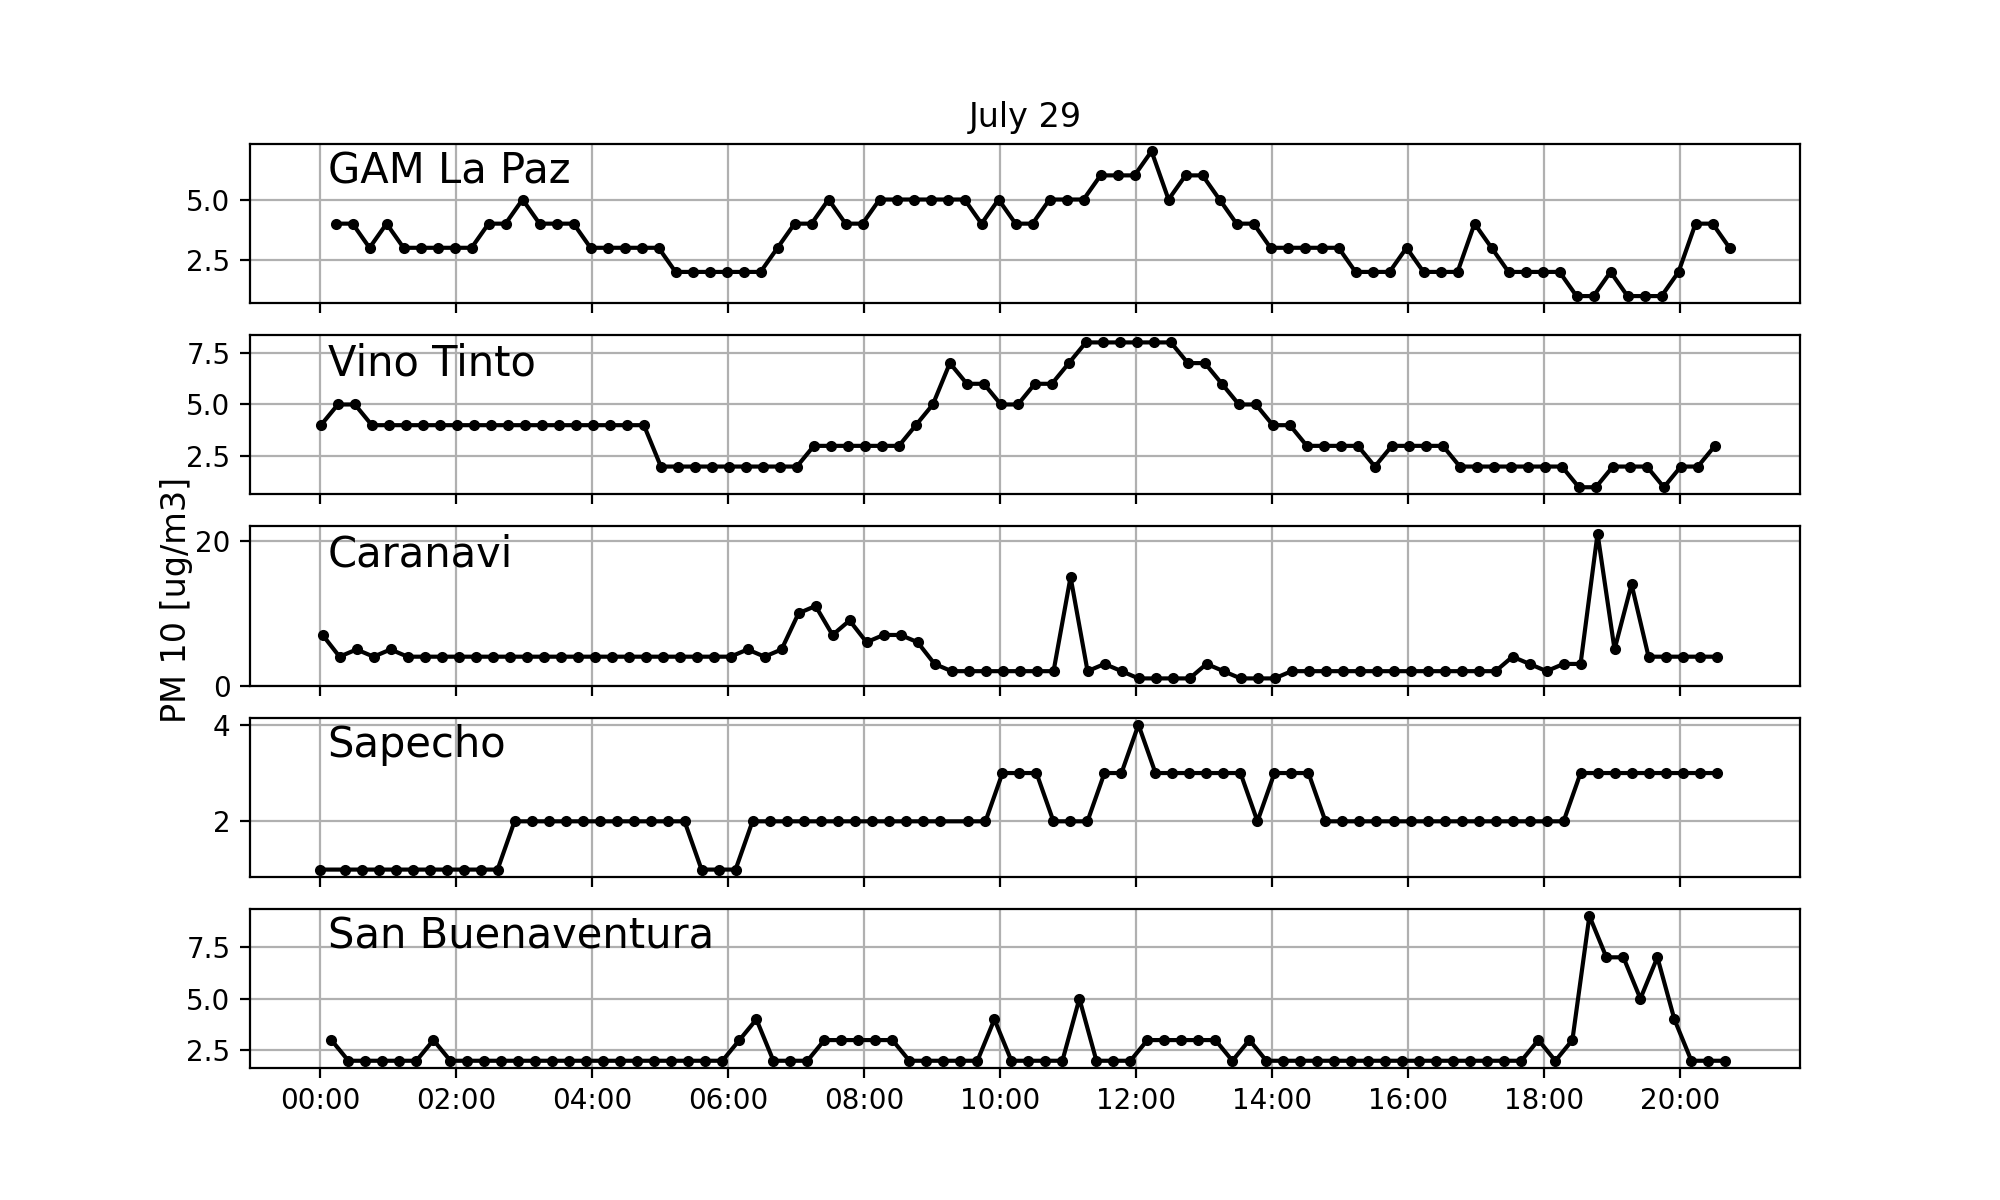 July 29
GAM La Paz
5.0
2.5
Vino Tinto
7.5
5.0
2.5
PM 10 [ug/m3]
Caranavi
20
0
Sapecho
4
2
San Buenaventura
7.5
5.0
2.5
00:00 02:00 04:00 06:00 08:00 10:00 12:00 14:00 16:00 18:00 20:00